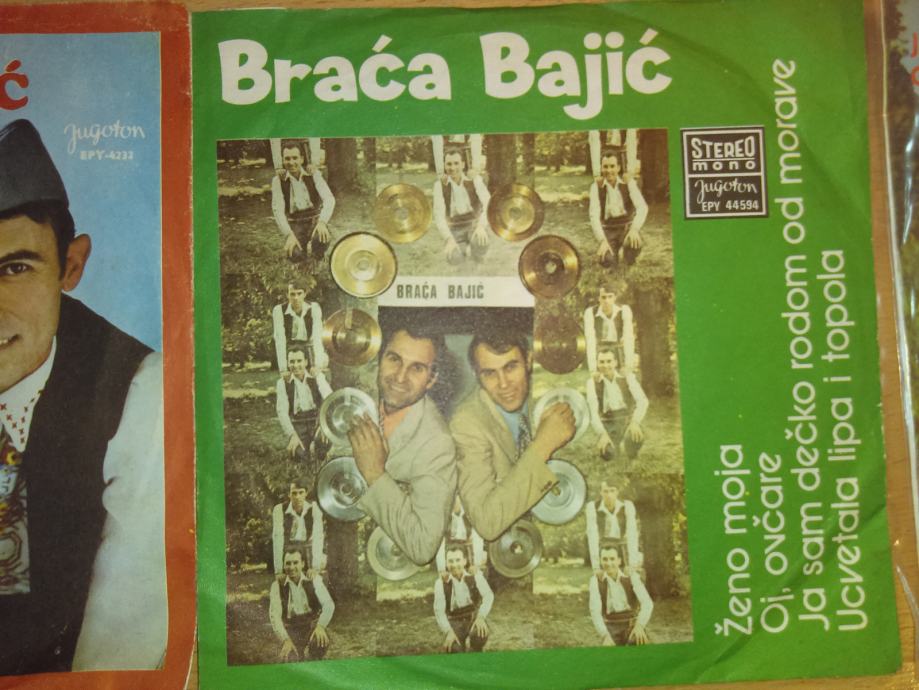 ć
Jugoton
EPY-4233
Braća Bajić
STEREO
mono
Jugoton
EPY 44594
BRAĆA BAJIĆ
Ženo moja
Oj, ovčare
Ja sam dečko rodom od morave
Ucvetala lipa i topola